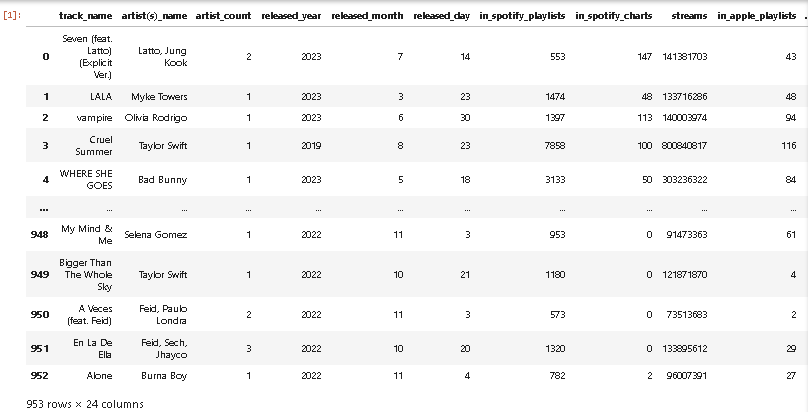 [1]: track_name artist(s)_name artist_count released_year released_month released_day in_spotify_playlists in_spotify_charts streams in_apple_playlists .
0 Seven (feat. Latto) (Explicit Ver.) Latto, Jung Kook 2 2023 7 14 553 147 141381703 43
1 LALA Myke Towers 1 2023 3 23 1474 48 133716286 48
2 vampire Olivia Rodrigo 1 2023 6 30 1397 113 140003974 94
3 Cruel Summer Taylor Swift 1 2019 8 23 7858 100 800840817 116
4 WHERE SHE GOES Bad Bunny 1 2023 5 18 3133 50 303236322 84
... ... ... ... ... ... ... ... ... ... ...
948 My Mind & Me Selena Gomez 1 2022 11 3 953 0 91473363 61
949 Bigger Than The Whole Sky Taylor Swift 1 2022 10 21 1180 0 121871870 4
950 A Veces (feat. Feid) Feid, Paulo Londra 2 2022 11 3 573 0 73513683 2
951 En La De Ella Feid, Sech, Jhayco 3 2022 10 20 1320 0 133895612 29
952 Alone Burna Boy 1 2022 11 4 782 2 96007391 27
953 rows × 24 columns